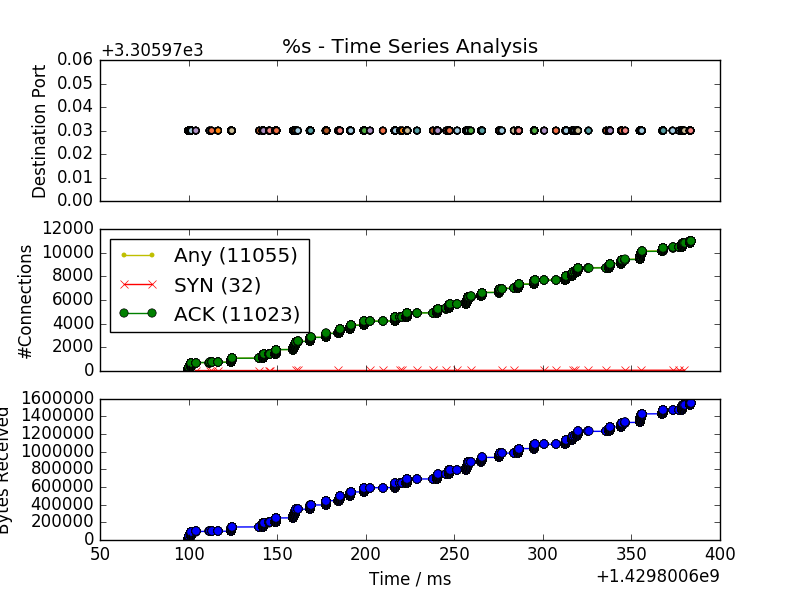 %s - Time Series Analysis
+3.30597e3
0.06
0.05
0.04
0.03
0.02
0.01
0.00
Destination Port
12000
10000
8000
6000
4000
2000
0
#Connections
Any (11055)
SYN (32)
ACK (11023)
1600000
1400000
1200000
1000000
800000
600000
400000
200000
0
Bytes Received
50 100 150 200 250 300 350 400
Time / ms
+1.4298006e9